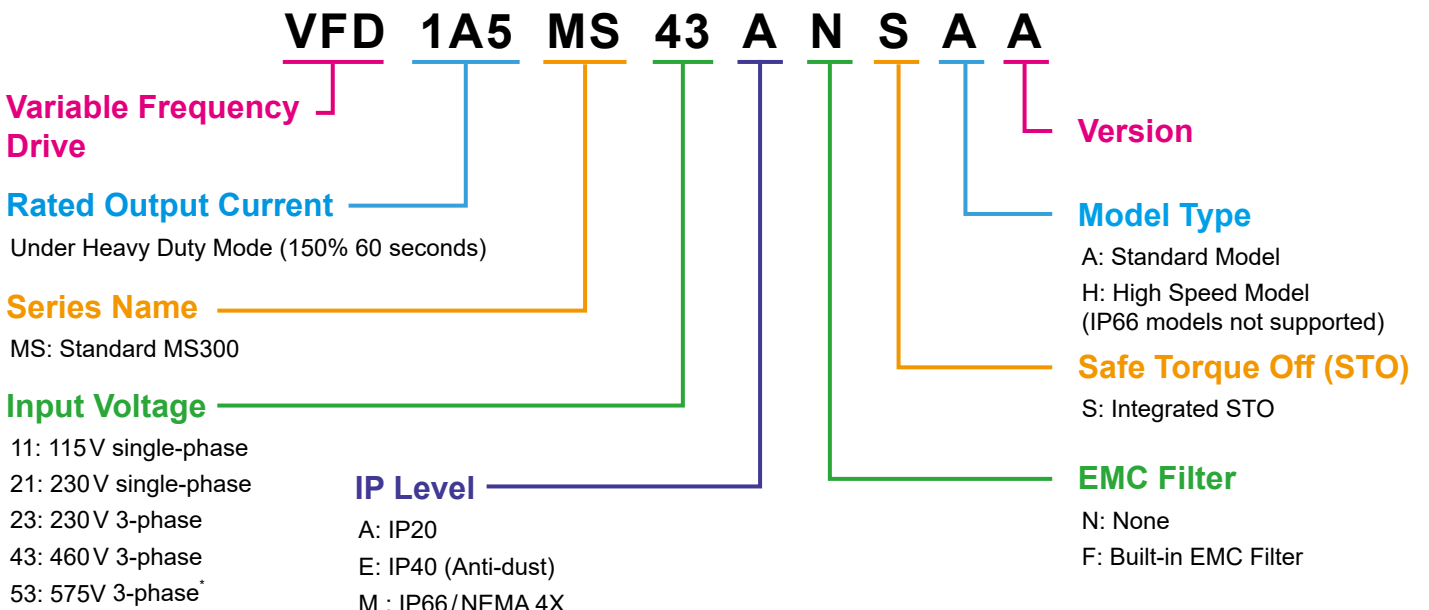 VFD 1A5 MS 43 A N S A A
Variable Frequency
Drive
Rated Output Current
Under Heavy Duty Mode (150% 60 seconds)
Series Name
MS: Standard MS300
Input Voltage
11: 115V single-phase
21: 230V single-phase
23: 230V 3-phase
43: 460V 3-phase
53: 575V 3-phase*
IP Level
A: IP20
E: IP40 (Anti-dust)
M : IP66/NEMA 4X
Version
Model Type
A: Standard Model
H: High Speed Model
(IP66 models not supported)
Safe Torque Off (STO)
S: Integrated STO
EMC Filter
N: None
F: Built-in EMC Filter